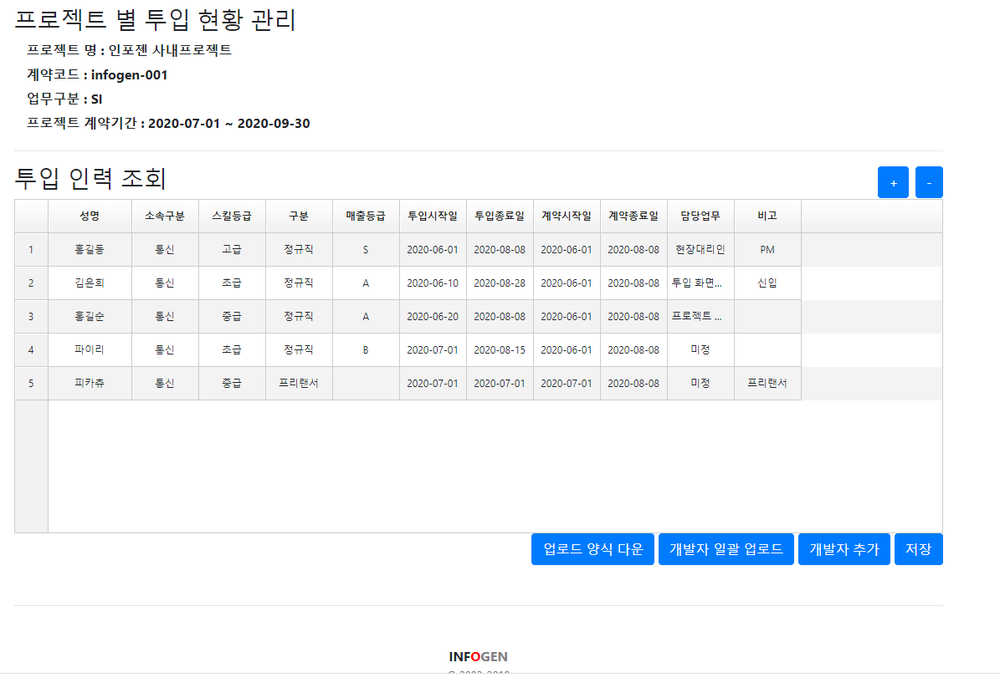 프로젝트 별 투입 현황 관리
프로젝트 명 : 인포젠 사내프로젝트
계약코드 : infogen-001
업무구분 : SI
프로젝트 계약기간 : 2020-07-01 ~ 2020-09-30
투입 인력 조회
+ -
성명 소속구분 스킬등급 구분 매출등급 투입시작일 투입종료일 계약시작일 계약종료일 담당업무 비고
1 홍길동 통신 고급 정규직 S 2020-06-01 2020-08-08 2020-06-01 2020-08-08 현장대리인 PM
2 김은희 통신 초급 정규직 A 2020-06-10 2020-08-28 2020-06-01 2020-08-08 투입 화면... 신입
3 홍길순 통신 중급 정규직 A 2020-06-20 2020-08-08 2020-06-01 2020-08-08 프로젝트 ...
4 파이리 통신 초급 정규직 B 2020-07-01 2020-08-15 2020-06-01 2020-08-08 미정
5 피카츄 통신 중급 프리랜서 2020-07-01 2020-07-01 2020-07-01 2020-08-08 미정 프리랜서
업로드 양식 다운 개발자 일괄 업로드 개발자 추가 저장
INFOGEN